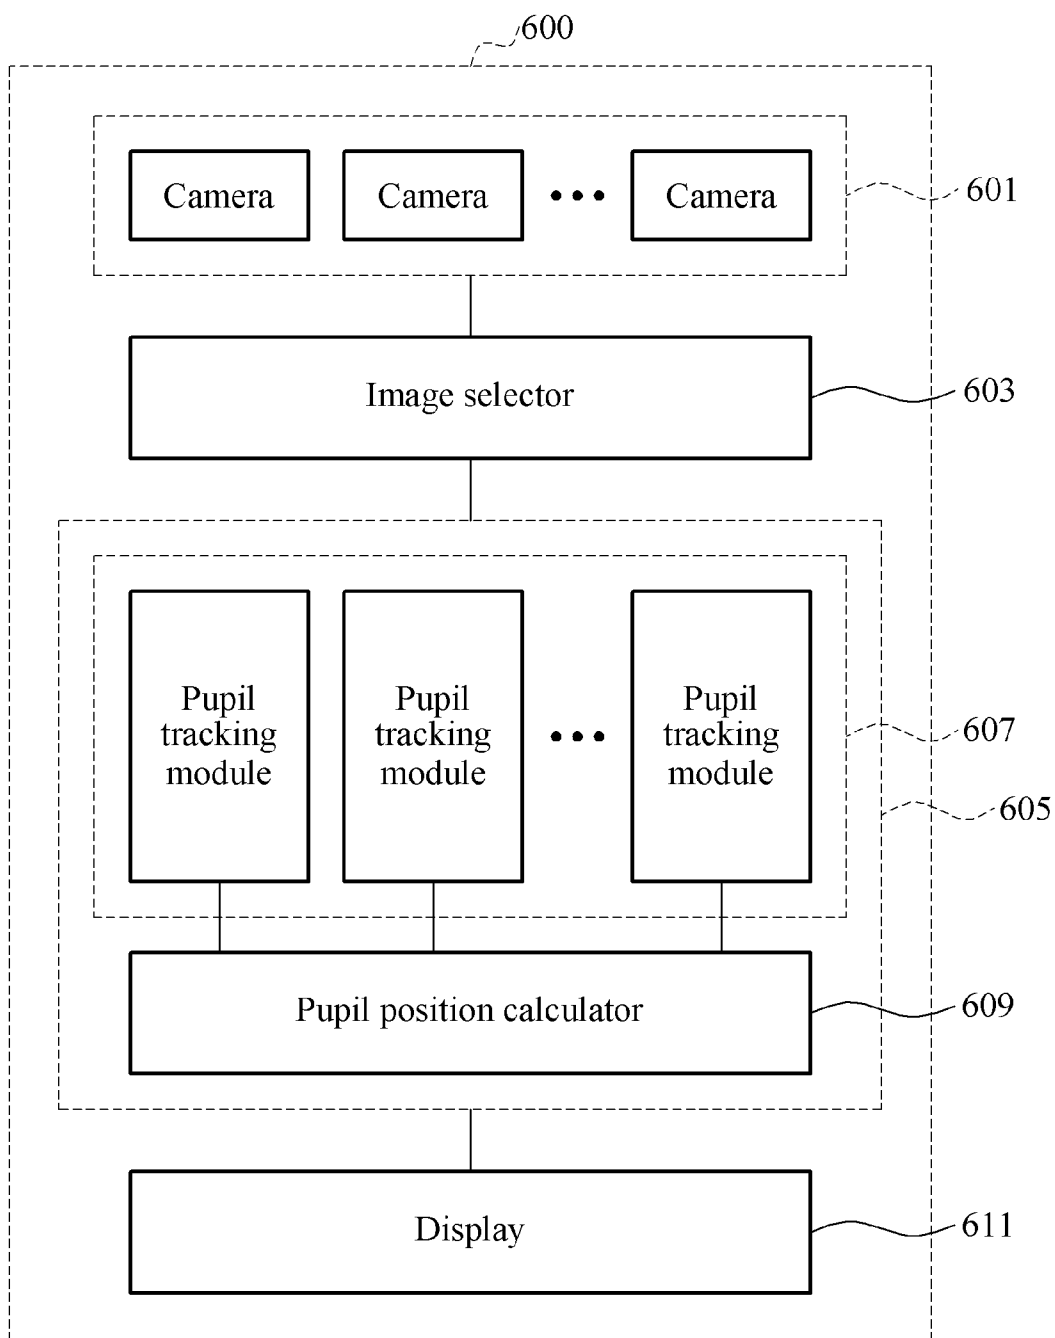 600
Camera
Camera
Camera
601
Image selector
603
Pupil
tracking
module
Pupil
tracking
module
Pupil
tracking
module
607
605
Pupil position calculator
609
Display
611